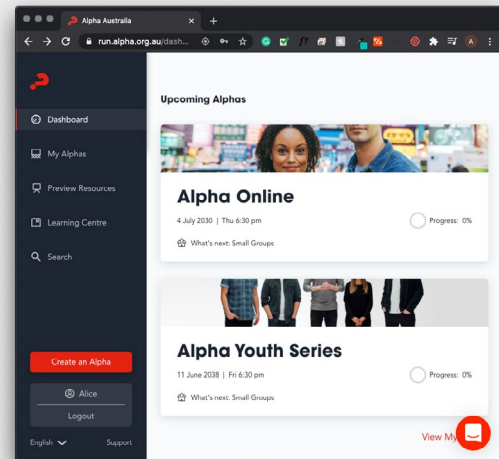 Alpha Australia
run.alpha.org.au/dash...
Dashboard
My Alphas
Preview Resources
Learning Centre
Search
Create an Alpha
Alice
Logout
English
Support
Upcoming Alphas
Alpha Online
4 July 2030 | Thu 6:30 pm
Progress: 0%
What's next: Small Groups
Alpha Youth Series
11 June 2038 | Fri 6:30 pm
Progress: 0%
What's next: Small Groups
View My